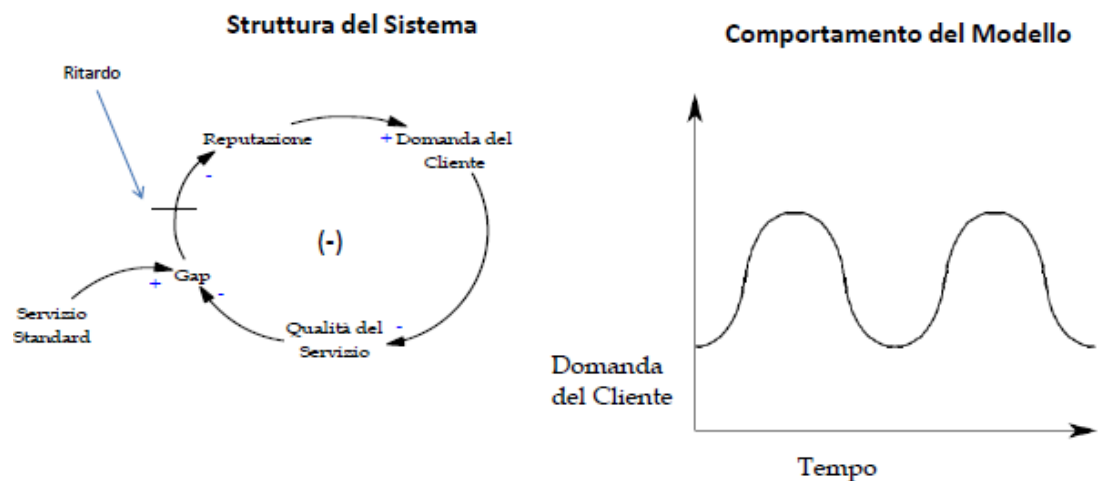 Struttura del Sistema
Ritardo
Reputazione
+ Domanda del
Cliente
-
(-)
Gap
+
-
Servizio
Standard
Qualità del -
Servizio
Comportamento del Modello
Domanda
del Cliente
Tempo